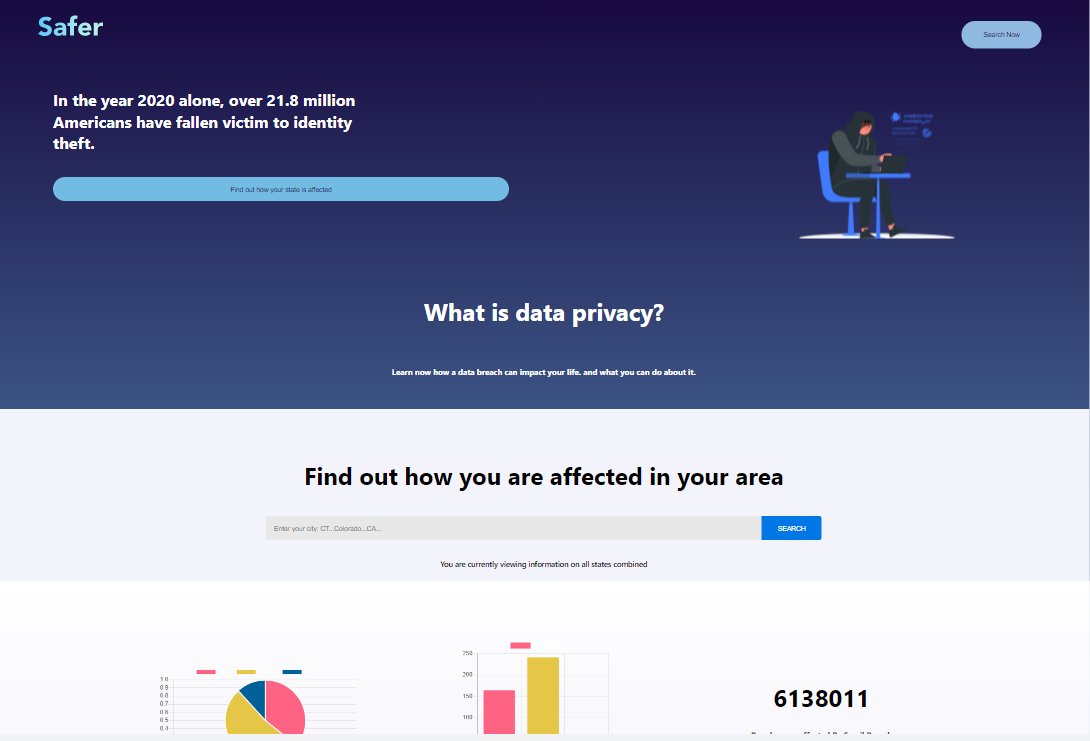 Safer
Search Now
In the year 2020 alone, over 21.8 million
Americans have fallen victim to identity
theft.
Find out how your state is affected
What is data privacy?
Learn now how a data breach can impact your life. and what you can do about it.
Find out how you are affected in your area
Enter your city: CT...Colorado...CA...
SEARCH
You are currently viewing information on all states combined
1.0
0.9
0.8
0.7
0.6
0.5
0.4
250
200
150
100
6138011